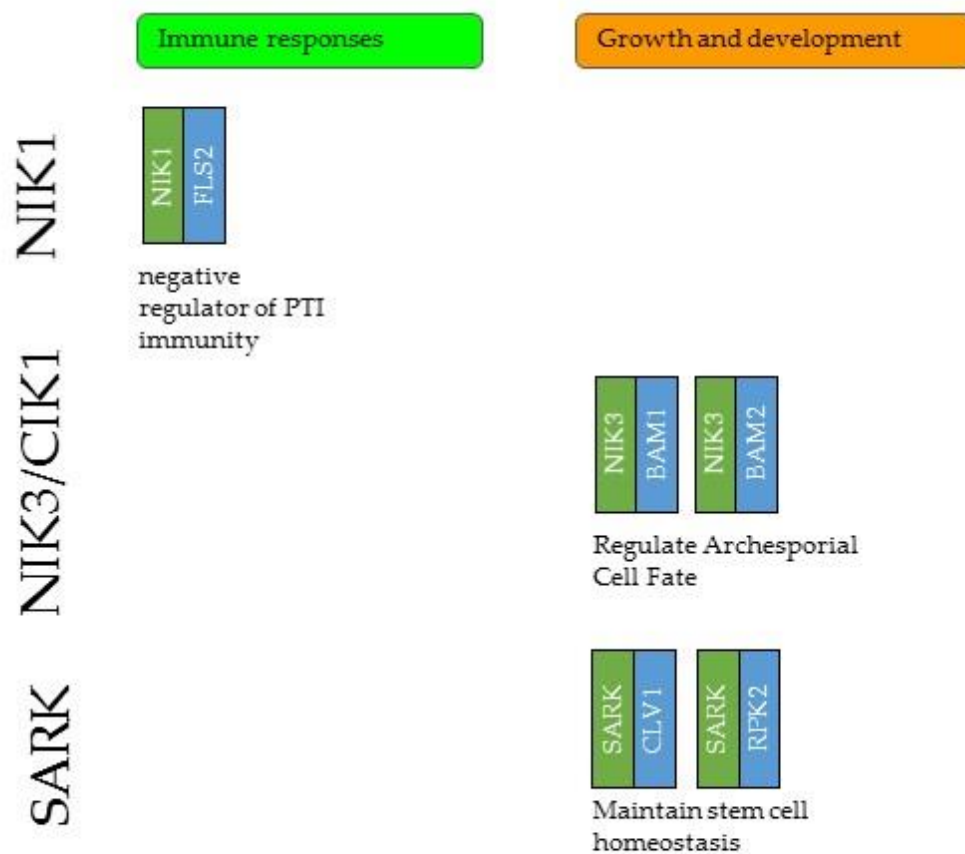 Immune responses
Growth and development
NIK1
NIK1
FLS2
negative
regulator of PTI
immunity
NIK3/CIK1
NIK3
BAM1
NIK3
BAM2
Regulate Archesporial
Cell Fate
SARK
SARK
CLV1
SARK
RPK2
Maintain stem cell
homeostasis